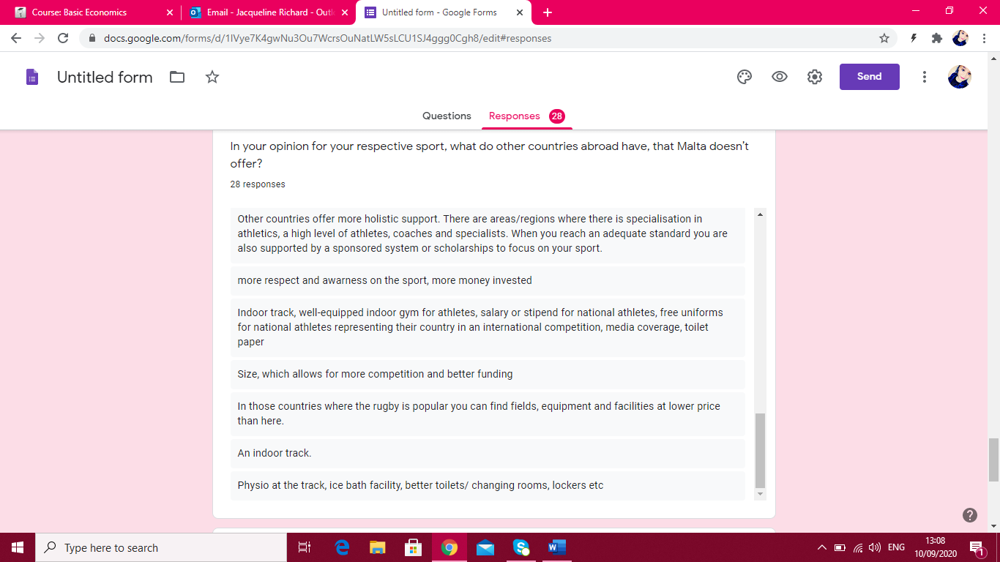 Course: Basic Economics
Email - Jacqueline Richard - Outl
Untitled form - Google Forms
docs.google.com/forms/d/1IVye7K4gwNu3Ou7WcrsOuNatLW5sLCU1SJ4ggg0Cgh8/edit#responses
Untitled form
Send
Questions
Responses 28
In your opinion for your respective sport, what do other countries abroad have, that Malta doesn’t
offer?
28 responses
Other countries offer more holistic support. There are areas/regions where there is specialisation in
athletics, a high level of athletes, coaches and specialists. When you reach an adequate standard you are
also supported by a sponsored system or scholarships to focus on your sport.
more respect and awarness on the sport, more money invested
Indoor track, well-equipped indoor gym for athletes, salary or stipend for national athletes, free uniforms
for national athletes representing their country in an international competition, media coverage, toilet
paper
Size, which allows for more competition and better funding
In those countries where the rugby is popular you can find fields, equipment and facilities at lower price
than here.
An indoor track.
Physio at the track, ice bath facility, better toilets/ changing rooms, lockers etc
Type here to search
ENG
13:08
10/09/2020
1